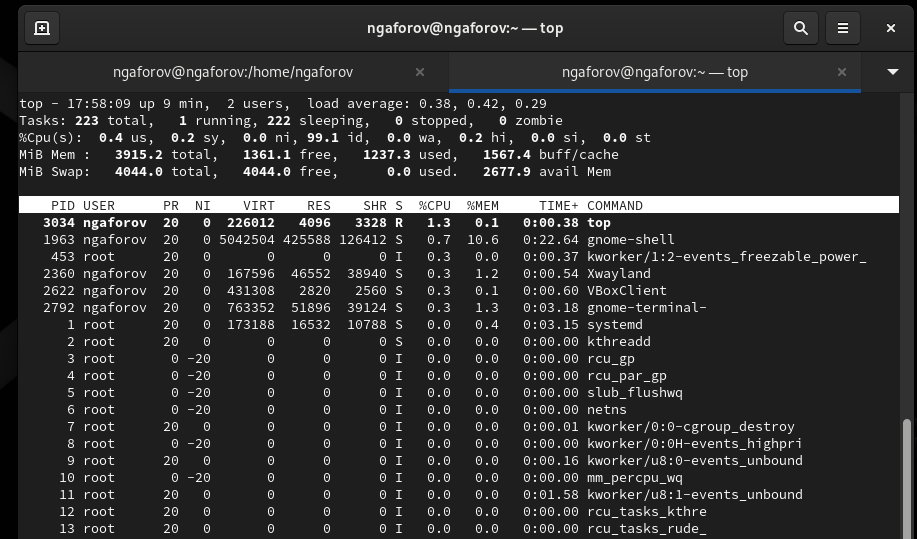 ngaforov@ngaforov:~ — top
ngaforov@ngaforov:/home/ngaforov
ngaforov@ngaforov:~ — top
top - 17:58:09 up 9 min,  2 users,  load average: 0.38, 0.42, 0.29
Tasks: 223 total,   1 running, 222 sleeping,   0 stopped,   0 zombie
%Cpu(s):  0.4 us,  0.2 sy,  0.0 ni, 99.1 id,  0.0 wa,  0.2 hi,  0.0 si,  0.0 st
MiB Mem :   3915.2 total,   1361.1 free,   1237.3 used,   1567.4 buff/cache
MiB Swap:   4044.0 total,   4044.0 free,      0.0 used.   2677.9 avail Mem
PID USER      PR  NI    VIRT    RES    SHR S  %CPU  %MEM     TIME+ COMMAND
3034 ngaforov  20   0  226012   4096   3328 R   1.3   0.1   0:00.38 top
1963 ngaforov  20   0 5042504 425588 126412 S   0.7  10.6   0:22.64 gnome-shell
453 root      20   0       0      0      0 I   0.3   0.0   0:00.37 kworker/1:2-events_freezable_power_
2360 ngaforov  20   0  167596  46552  38940 S   0.3   1.2   0:00.54 Xwayland
2622 ngaforov  20   0  431308   2820   2560 S   0.3   0.1   0:00.60 VBoxClient
2792 ngaforov  20   0  763352  51896  39124 S   0.3   1.3   0:03.18 gnome-terminal-
1 root      20   0  173188  16532  10788 S   0.0   0.4   0:03.15 systemd
2 root      20   0       0      0      0 S   0.0   0.0   0:00.00 kthreadd
3 root       0 -20       0      0      0 I   0.0   0.0   0:00.00 rcu_gp
4 root       0 -20       0      0      0 I   0.0   0.0   0:00.00 rcu_par_gp
5 root       0 -20       0      0      0 I   0.0   0.0   0:00.00 slub_flushwq
6 root       0 -20       0      0      0 I   0.0   0.0   0:00.00 netns
7 root      20   0       0      0      0 I   0.0   0.0   0:00.01 kworker/0:0-cgroup_destroy
8 root       0 -20       0      0      0 I   0.0   0.0   0:00.00 kworker/0:0H-events_highpri
9 root      20   0       0      0      0 I   0.0   0.0   0:00.16 kworker/u8:0-events_unbound
10 root       0 -20       0      0      0 I   0.0   0.0   0:00.00 mm_percpu_wq
11 root      20   0       0      0      0 I   0.0   0.0   0:01.58 kworker/u8:1-events_unbound
12 root      20   0       0      0      0 I   0.0   0.0   0:00.00 rcu_tasks_kthre
13 root      20   0       0      0      0 I   0.0   0.0   0:00.00 rcu_tasks_rude_